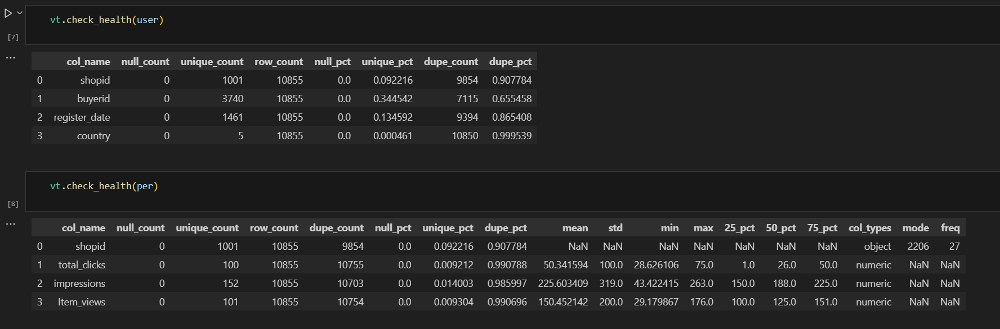 vt.check_health(user)
[7]
...
col_name null_count unique_count row_count null_pct unique_pct dupe_count dupe_pct
0 shopid 0 1001 10855 0.0 0.092216 9854 0.907784
1 buyerid 0 3740 10855 0.0 0.344542 7115 0.655458
2 register_date 0 1461 10855 0.0 0.134592 9394 0.865408
3 country 0 5 10855 0.0 0.000461 10850 0.999539
vt.check_health(per)
[8]
...
col_name null_count unique_count row_count dupe_count null_pct unique_pct dupe_pct mean std min max 25_pct 50_pct 75_pct col_types mode freq
0 shopid 0 1001 10855 9854 0.0 0.092216 0.907784 NaN NaN NaN NaN NaN NaN NaN object 2206 27
1 total_clicks 0 100 10855 10755 0.0 0.009212 0.990788 50.341594 100.0 28.626106 75.0 1.0 26.0 50.0 numeric NaN NaN
2 impressions 0 152 10855 10703 0.0 0.014003 0.985997 225.603409 319.0 43.422415 263.0 150.0 188.0 225.0 numeric NaN NaN
3 Item_views 0 101 10855 10754 0.0 0.009304 0.990696 150.452142 200.0 29.179867 176.0 100.0 125.0 151.0 numeric NaN NaN